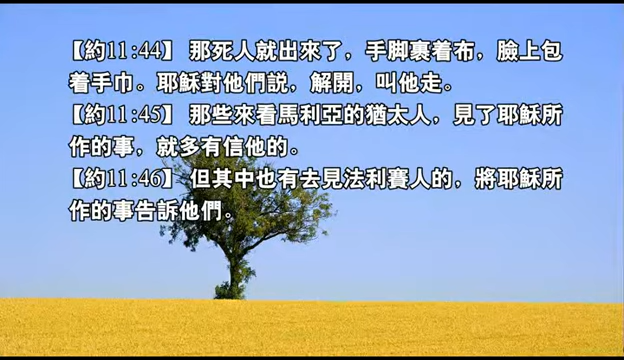 【約11:44】 那死人就出來了，手脚裹着布，臉上包
着手巾。耶穌對他們説，解開，叫他走。
【約11:45】 那些來看馬利亞的猶太人，見了耶穌所
作的事，就多有信他的。
【約11:46】 但其中也有去見法利賽人的，將耶穌所
作的事告訴他們。